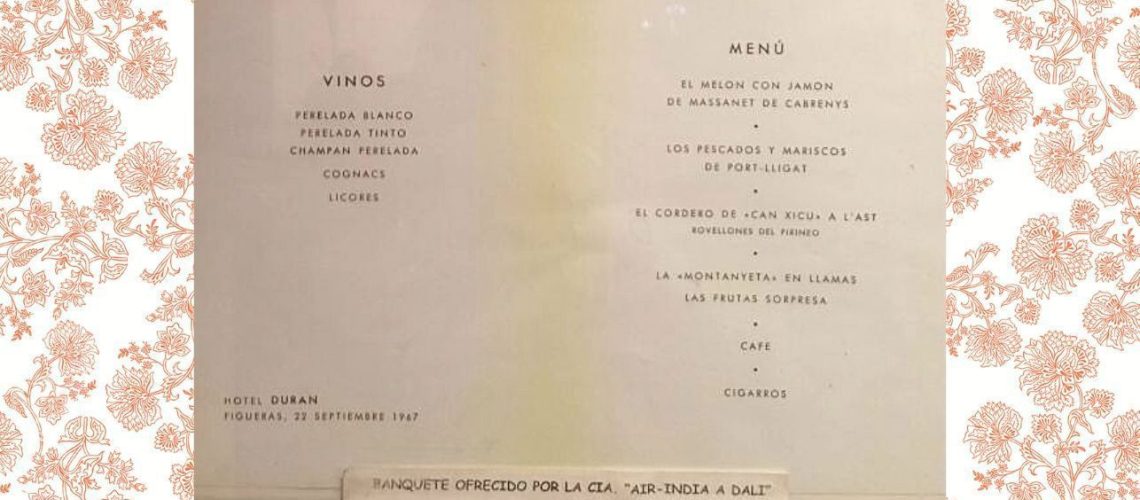 VINOS
PERELADA BLANCO
PERELADA TINTO
CHAMPAN PERELADA
COGNACS
LICORES
HOTEL DURAN
FIGUERAS, 22 SEPTIEMBRE 1967
MENÚ
EL MELON CON JAMON
DE MASSANET DE CABRENYS
LOS PESCADOS Y MARISCOS
DE PORT-LLIGAT
EL CORDERO DE «CAN XICU» A L'AST
ROVELLONES DEL PIRINEO
LA «MONTANYETA» EN LLAMAS
LAS FRUTAS SORPRESA
CAFE
CIGARROS
BANQUETE OFRECIDO POR LA CIA. "AIR-INDIA A DALI"